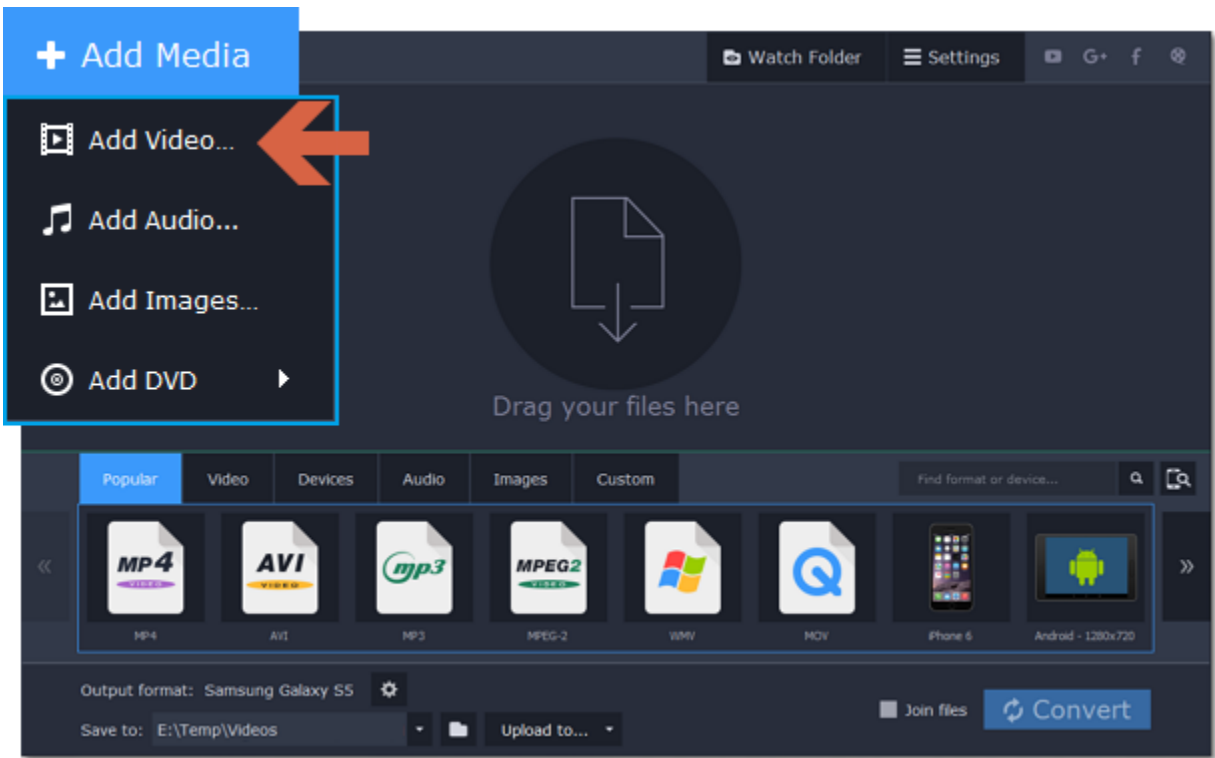 Add Media
Watch Folder
Settings
G+
f
Add Video...
Add Audio...
Add Images...
Add DVD
Drag your files here
Popular
Video
Devices
Audio
Images
Custom
Find format or device...
«
MP4
VIDEO
AVI
VIDEO
mp3
MPEG2
VIDEO
»
MP4
AVI
MP3
MPEG-2
WMV
MOV
iPhone 6
Android - 1280x720
Output format: Samsung Galaxy S5
Save to: E:\Temp\Videos
Upload to...
Join files
Convert